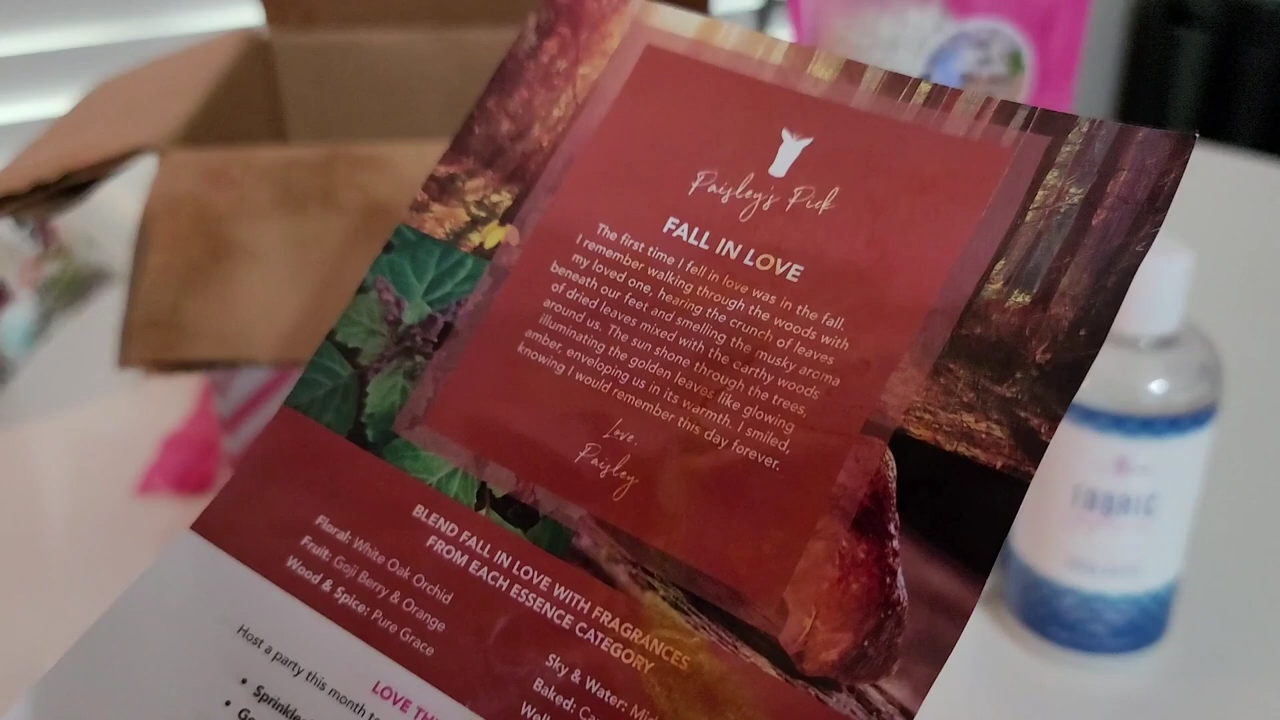 Paisley's Pick
FALL IN LOVE
The first time I fell in love was in the fall.
I remember walking through the woods with
my loved one, hearing the crunch of leaves
beneath our feet and smelling the musky aroma
of dried leaves mixed with the earthy woods
around us. The sun shone through the trees,
illuminating the golden leaves like glowing
amber, enveloping us in its warmth. I smiled,
knowing I would remember this day forever.
Love,
Paisley
BLEND FALL IN LOVE WITH FRAGRANCES
FROM EACH ESSENCE CATEGORY
Floral: White Oak Orchid
Fruit: Goji Berry & Orange
Wood & Spice: Pure Grace
Sky & Water:
Baked:
Host a party this month
LOVE
• Sprinkle